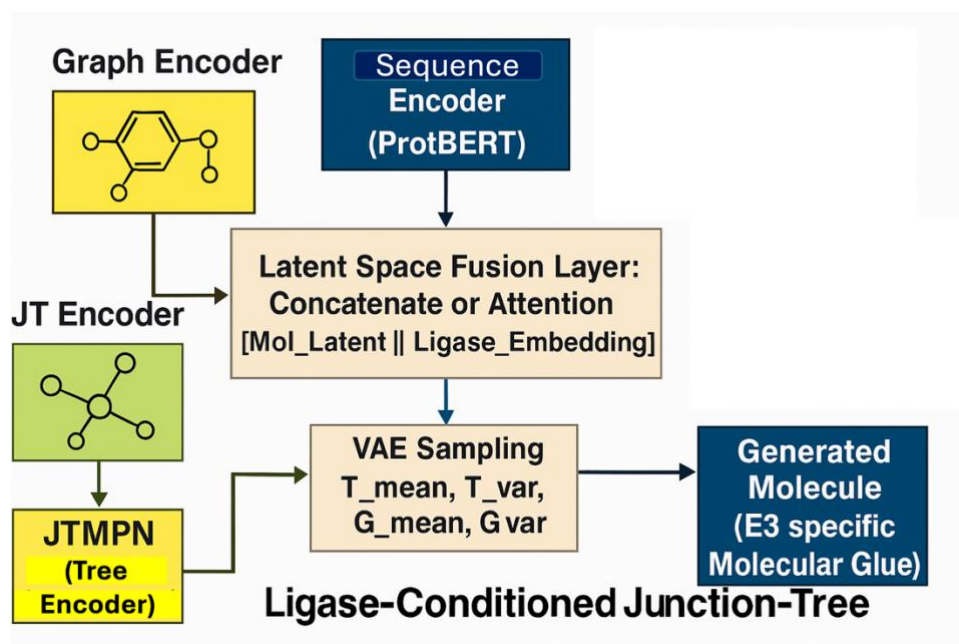 Graph Encoder
Sequence
Encoder
(ProtBERT)
Latent Space Fusion Layer:
Concatenate or Attention
[Mol_Latent || Ligase_Embedding]
JT Encoder
VAE Sampling
T_mean, T_var,
G_mean, G var
Generated
Molecule
(E3 specific
Molecular Glue)
JTMPN
(Tree
Encoder)
Ligase-Conditioned Junction-Tree